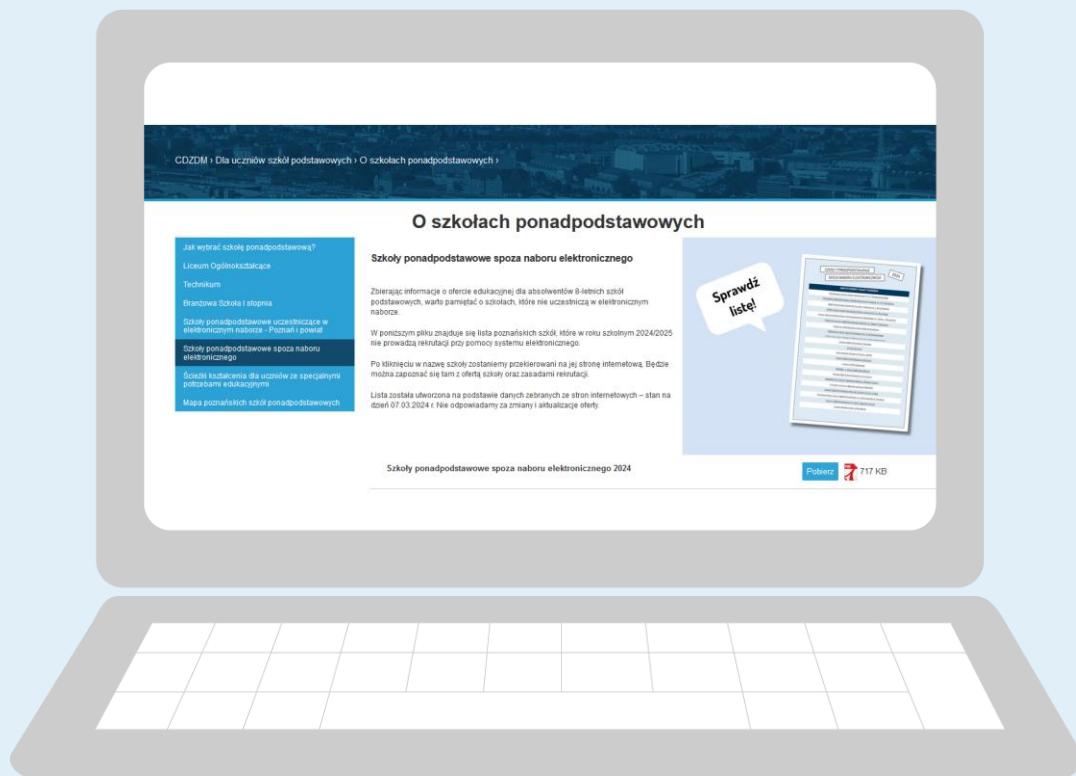 CDZDM › Dla uczniów szkół podstawowych › O szkołach ponadpodstawowych ›
O szkołach ponadpodstawowych
Jak wybrać szkołę ponadpodstawową?
Liceum Ogólnokształcące
Technikum
Branżowa Szkoła I stopnia
Szkoły ponadpodstawowe uczestniczące w
elektronicznym naborze - Poznań i powiat
Szkoły ponadpodstawowe spoza naboru
elektronicznego
Ścieżki kształcenia dla uczniów ze specjalnymi
potrzebami edukacyjnymi
Mapa poznańskich szkół ponadpodstawowych
Szkoły ponadpodstawowe spoza naboru elektronicznego
Zbierając informacje o ofercie edukacyjnej dla absolwentów 8-letnich szkół
podstawowych, warto pamiętać o szkołach, które nie uczestniczą w elektronicznym
naborze.
W poniższym pliku znajduje się lista poznańskich szkół, które w roku szkolnym 2024/2025
nie prowadzą rekrutacji przy pomocy systemu elektronicznego.
Po kliknięciu w nazwę szkoły zostaniemy przekierowani na jej stronę internetową. Będzie
można zapoznać się tam z ofertą szkoły oraz zasadami rekrutacji.
Lista została utworzona na podstawie danych zebranych ze stron internetowych – stan na
dzień 07.03.2024 r. Nie odpowiadamy za zmiany i aktualizacje oferty.
Sprawdź
listę!
SZKOŁY PONADPODSTAWOWE
SPOZA NABORU ELEKTRONICZNEGO
2024
Szkoły ponadpodstawowe spoza naboru elektronicznego 2024
Pobierz
717 KB